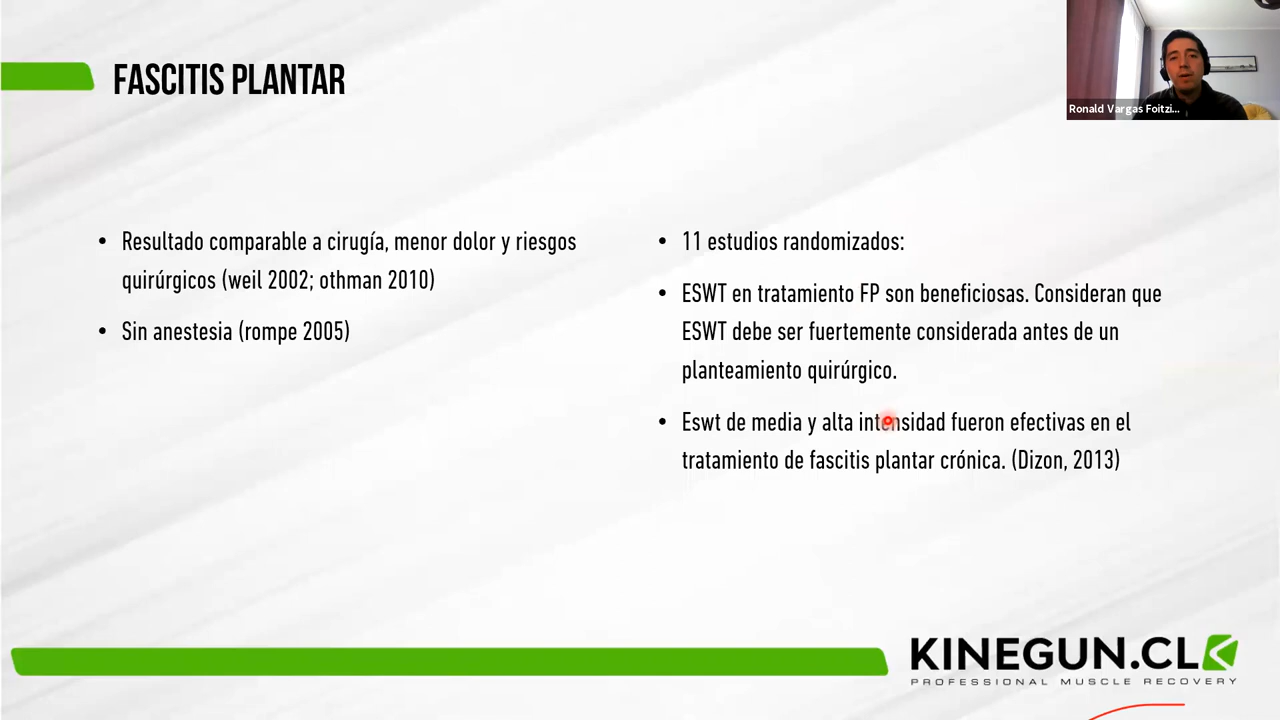 FASCITIS PLANTAR
Ronald Vargas Foitzi...
• Resultado comparable a cirugía, menor dolor y riesgos
quirúrgicos (weil 2002; othman 2010)
• Sin anestesia (rompe 2005)
• 11 estudios randomizados:
• ESWT en tratamiento FP son beneficiosas. Consideran que
ESWT debe ser fuertemente considerada antes de un
planteamiento quirúrgico.
• Eswt de media y alta intensidad fueron efectivas en el
tratamiento de fascitis plantar crónica. (Dizon, 2013)
KINEGUN.CL
PROFESSIONAL MUSCLE RECOVERY